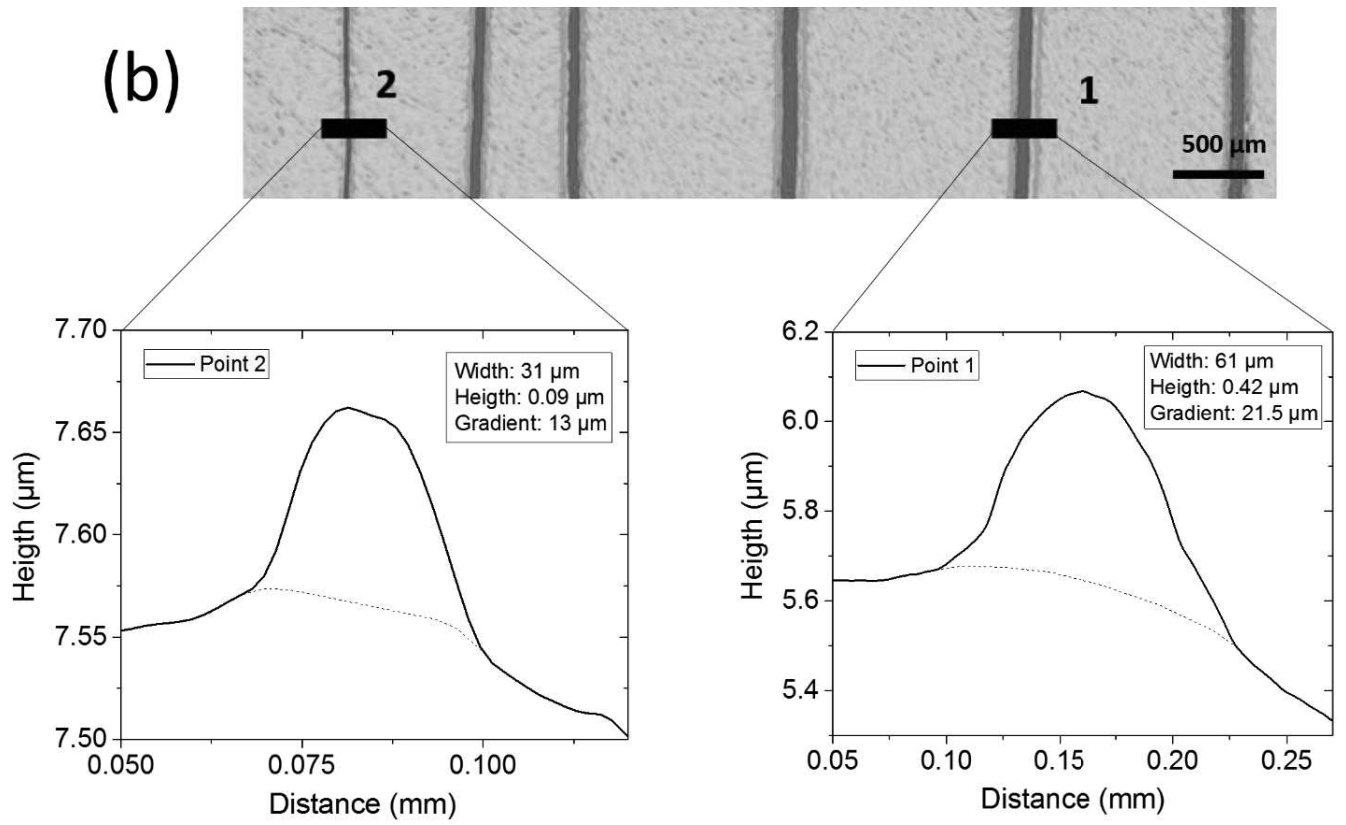 (b)
2
1
500 µm
7.70
7.65
7.60
7.55
7.50
Heigth (µm)
Point 2
Width: 31 µm
Heigth: 0.09 µm
Gradient: 13 µm
0.050
0.075
0.100
Distance (mm)
6.2
6.0
5.8
5.6
5.4
Heigth (µm)
Point 1
Width: 61 µm
Heigth: 0.42 µm
Gradient: 21.5 µm
0.05
0.10
0.15
0.20
0.25
Distance (mm)